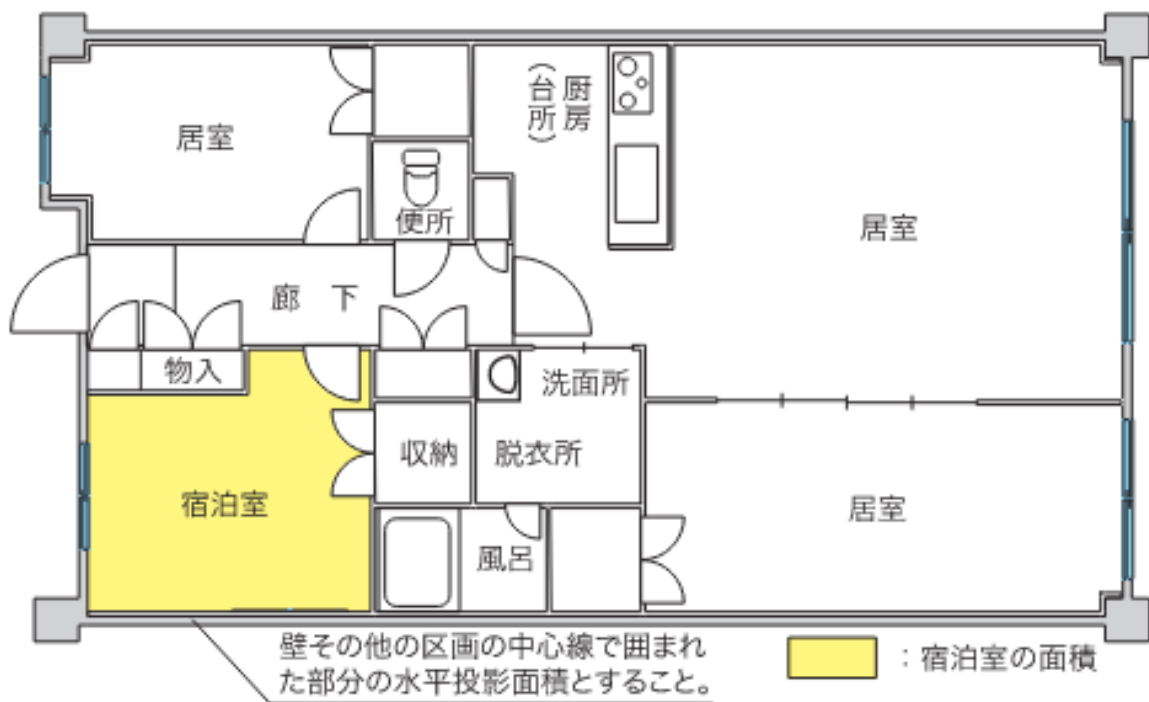 厨房
（台所）
居室
便所
居室
廊 下
物入
洗面所
収納
脱衣所
宿泊室
居室
風呂
壁その他の区画の中心線で囲まれ
た部分の水平投影面積とすること。
：宿泊室の面積